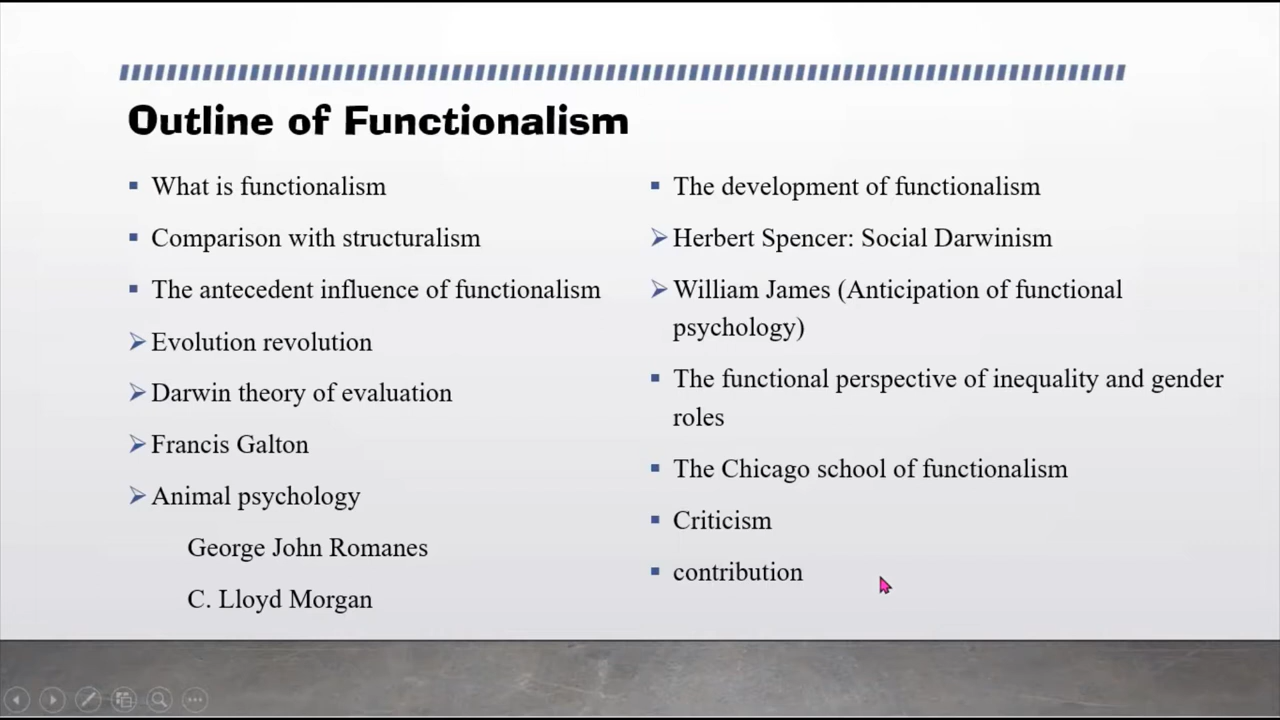 Outline of Functionalism
What is functionalism
Comparison with structuralism
The antecedent influence of functionalism
Evolution revolution
Darwin theory of evaluation
Francis Galton
Animal psychology
George John Romanes
C. Lloyd Morgan
The development of functionalism
Herbert Spencer: Social Darwinism
William James (Anticipation of functional
psychology)
The functional perspective of inequality and gender
roles
The Chicago school of functionalism
Criticism
contribution